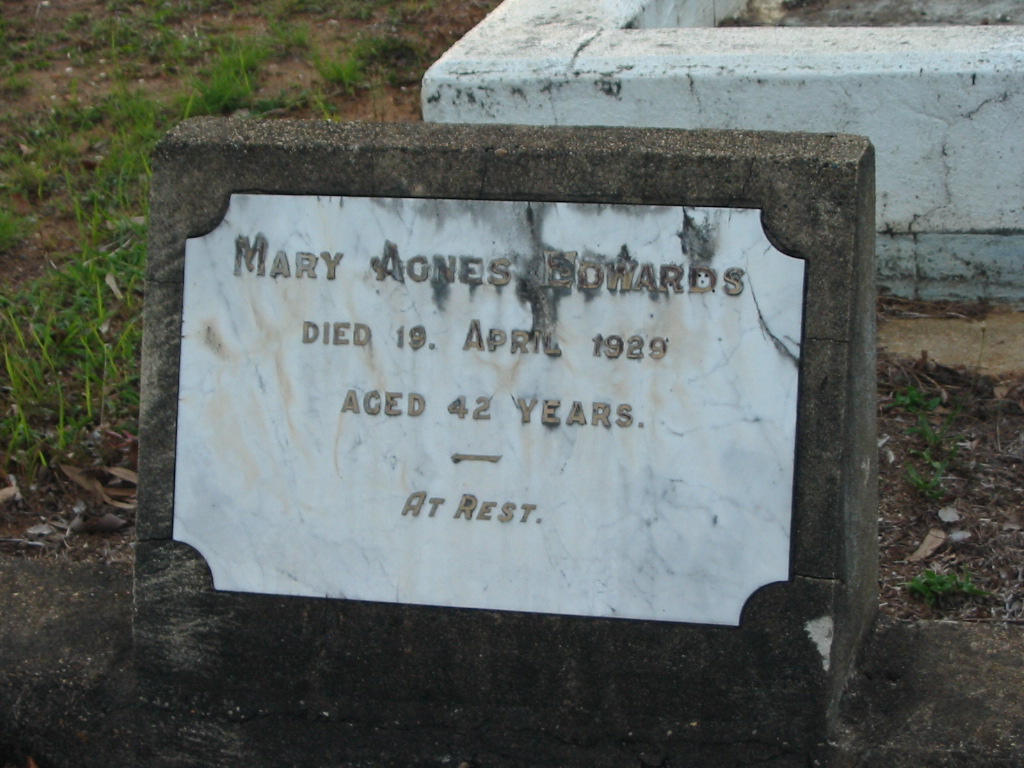 Mary Agnes Edwards
Died 19. April 1929
Aged 42 Years.
At Rest.